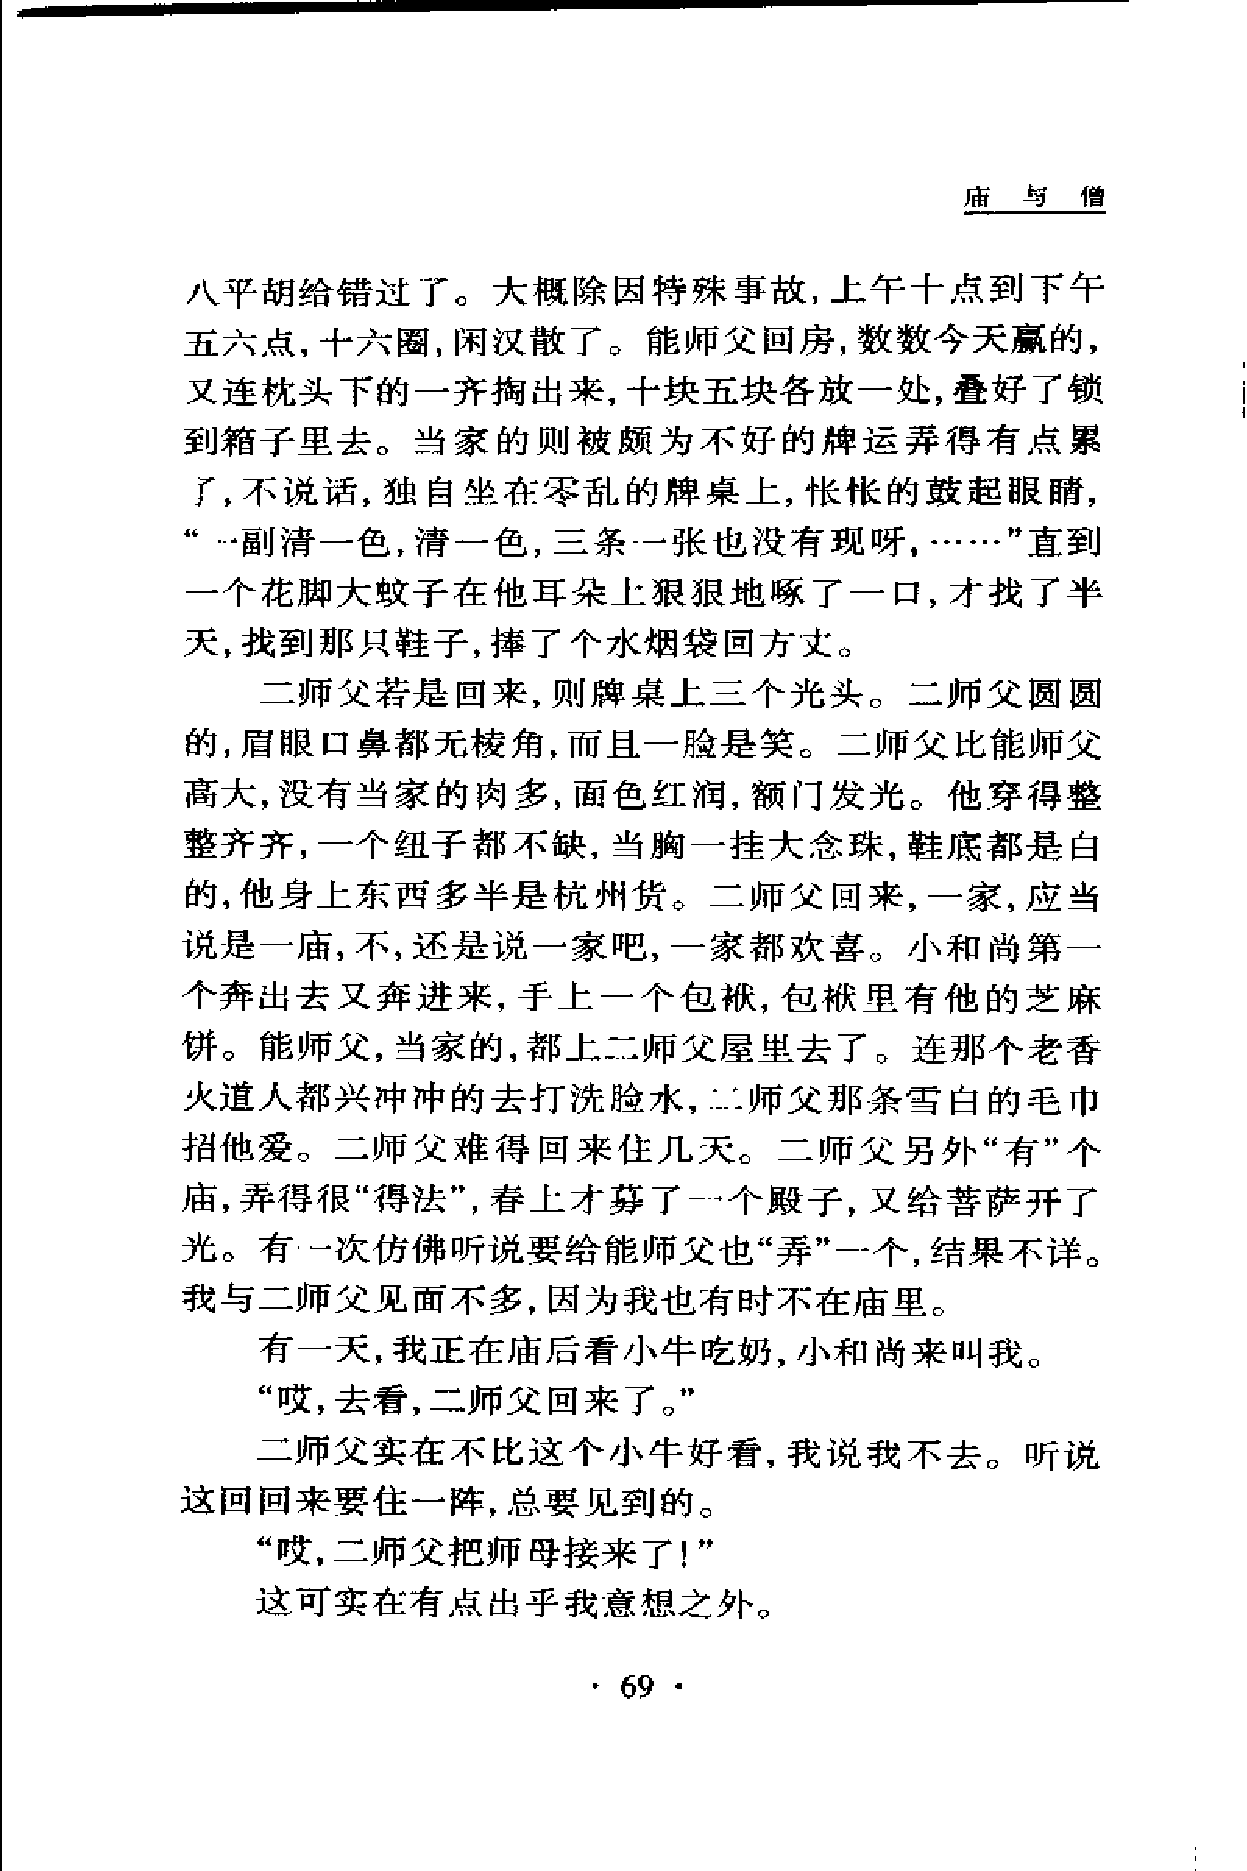 庙 与 僧
八平胡给错过了。大概除因特殊事故,上午十点到下午
五六点,十六圈,闲汉散了。能师父回房,数数今天赢的,
又连枕头下的一齐掏出来,十块五块各放一处,叠好了锁
到箱子里去。当家的则被颇为不好的牌运弄得有点累
了,不说话,独自坐在零乱的牌桌上,怅怅的鼓起眼睛,
“一副清一色,清一色,三条一张也没有现呀,……”直到
一个花脚大蚊子在他耳朵上狠狠地啄了一口,才找了半
天,找到那只鞋子,捧了个水烟袋回方丈。
二师父若是回来,则牌桌上三个光头。二师父圆圆
的,眉眼口鼻都无棱角,而且一脸是笑。二师父比能师父
高大,没有当家的肉多,面色红润,额门发光。他穿得整
整齐齐,一个纽子都不缺,当胸一挂大念珠,鞋底都是白
的,他身上东西多半是杭州货。二师父回来,一家,应当
说是一庙,不,还是说一家吧,一家都欢喜。小和尚第一
个奔出去又奔进来,手上一个包袱,包袱里有他的芝麻
饼。能师父,当家的,都上二师父屋里去了。连那个老香
火道人都兴冲冲的去打洗脸水,二师父那条雪白的毛巾
招他爱。二师父难得回来住几天。二师父另外“有”个
庙,弄得很“得法”,春上才募了一个殿子,又给菩萨开了
光。有一次仿佛听说要给能师父也“弄”一个,结果不详。
我与二师父见面不多,因为我也有时不在庙里。
有一天,我正在庙后看小牛吃奶,小和尚来叫我。
“哎,去看,二师父回来了。”
二师父实在不比这个小牛好看,我说我不去。听说
这回回来要住一阵,总要见到的。
“哎,二师父把师母接来了!”
这可实在有点出乎我意想之外。
· 69 ·